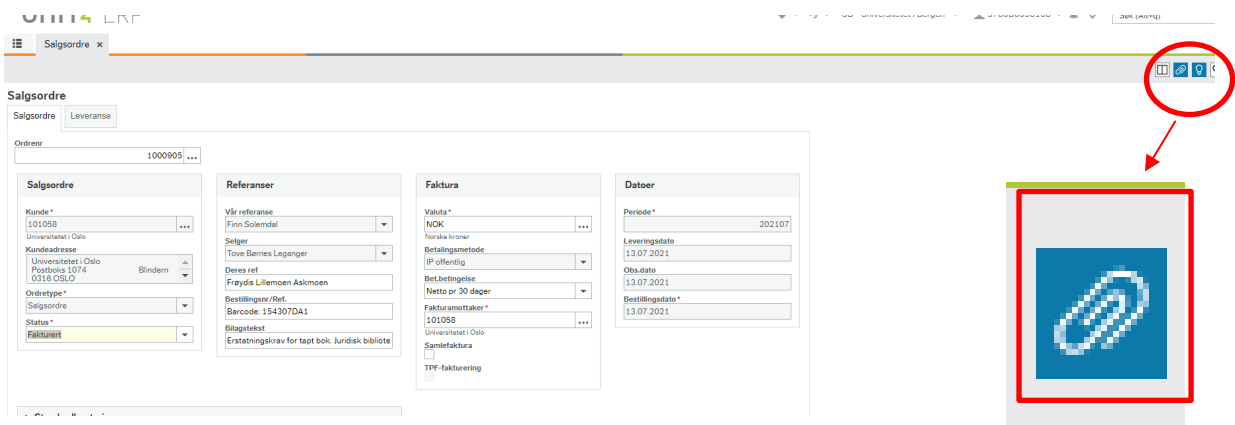 Salgsordre ×
Salgsordre
Salgsordre Leveranse
Ordrenr
1000905 ...
Salgsordre
Kunde *
101058 ...
Universitetet i Oslo
Kundeadresse
Universitetet i Oslo
Postboks 1074 Blindern
0316 OSLO
Ordretype *
Salgsordre
Status *
Fakturert
Referanser
Vår referanse
Finn Solemdal
Selger
Tove Børnes Leganger
Deres ref
Frøydis Lillemoen Askmoen
Bestillingsnr/Ref.
Barcode: 154307DA1
Bilagstekst
Erstatningskrav for tapt bok. Juridisk bibliote
Faktura
Valuta *
NOK ...
Norske kroner
Betalingsmetode
IP offentlig
Bet.betingelse
Netto pr 30 dager
Fakturamottaker *
101058 ...
Universitetet i Oslo
Samlefaktura
TPF-fakturering
Datoer
Periode *
202107
Leveringsdato
13.07.2021
Obs.dato
13.07.2021
Bestillingsdato *
13.07.2021